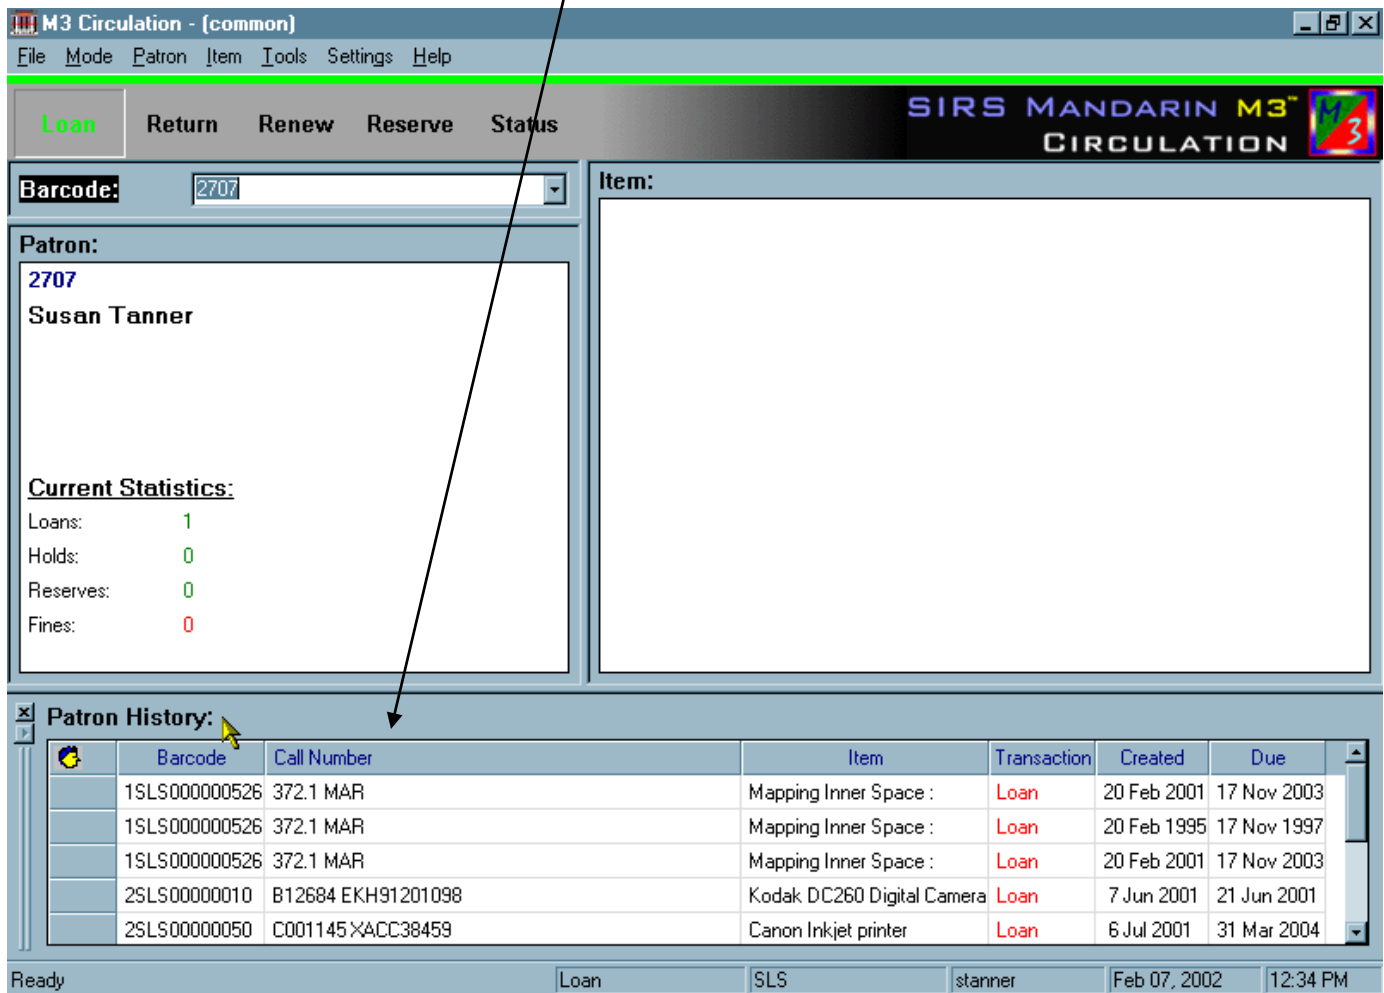 M3 Circulation - (common)
File Mode Patron Item Tools Settings Help
Loan Return Renew Reserve Status
SIRS MANDARIN M3™
CIRCULATION
M3
Barcode: 2707
Item:
Patron:
2707
Susan Tanner
Current Statistics:
Loans: 1
Holds: 0
Reserves: 0
Fines: 0
Patron History:
Barcode Call Number Item Transaction Created Due
1SLS000000526 372.1 MAR Mapping Inner Space : Loan 20 Feb 2001 17 Nov 2003
1SLS000000526 372.1 MAR Mapping Inner Space : Loan 20 Feb 1995 17 Nov 1997
1SLS000000526 372.1 MAR Mapping Inner Space : Loan 20 Feb 2001 17 Nov 2003
2SLS00000010 B12684 EKH91201098 Kodak DC260 Digital Camera Loan 7 Jun 2001 21 Jun 2001
2SLS00000050 C001145 XACC38459 Canon Inkjet printer Loan 6 Jul 2001 31 Mar 2004
Ready Loan SLS stanner Feb 07, 2002 12:34 PM